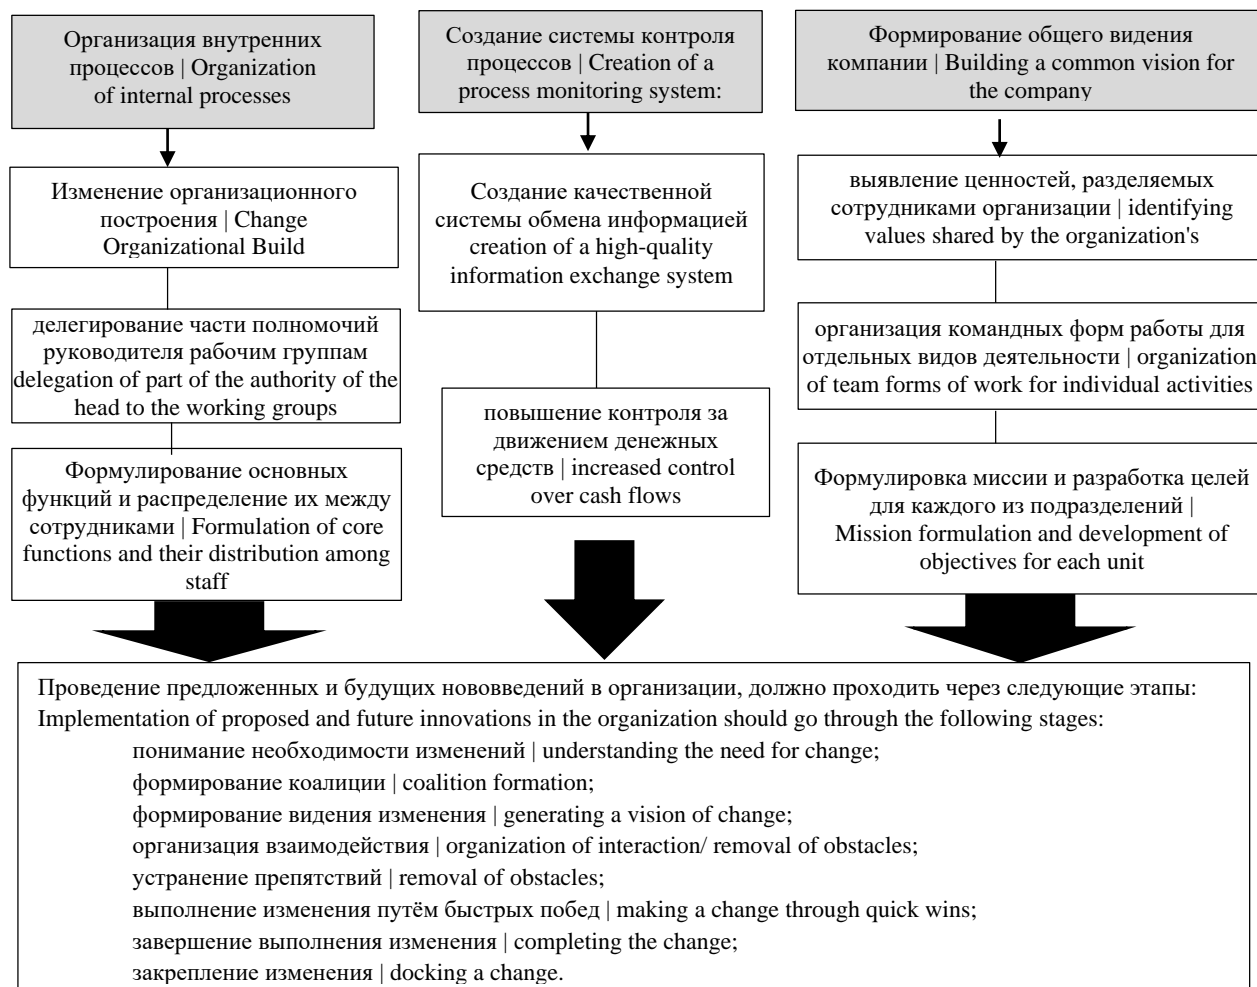 Организация внутренних
процессов | Organization
of internal processes
Изменение организационного
построения | Change
Organizational Build
делегирование части полномочий
руководителя рабочим группам
delegation of part of the authority of the
head to the working groups
Формулирование основных
функций и распределение их между
сотрудниками | Formulation of core
functions and their distribution among
staff
Создание системы контроля
процессов | Creation of a
process monitoring system:
Создание качественной
системы обмена информацией
creation of a high-quality
information exchange system
повышение контроля за
движением денежных
средств | increased control
over cash flows
Формирование общего видения
компании | Building a common vision for
the company
выявление ценностей, разделяемых
сотрудниками организации | identifying
values shared by the organization's
организация командных форм работы для
отдельных видов деятельности | organization
of team forms of work for individual activities
Формулировка миссии и разработка целей
для каждого из подразделений |
Mission formulation and development of
objectives for each unit
Проведение предложенных и будущих нововведений в организации, должно проходить через следующие этапы:
Implementation of proposed and future innovations in the organization should go through the following stages:
понимание необходимости изменений | understanding the need for change;
формирование коалиции | coalition formation;
формирование видения изменения | generating a vision of change;
организация взаимодействия | organization of interaction/ removal of obstacles;
устранение препятствий | removal of obstacles;
выполнение изменения путём быстрых побед | making a change through quick wins;
завершение выполнения изменения | completing the change;
закрепление изменения | docking a change.